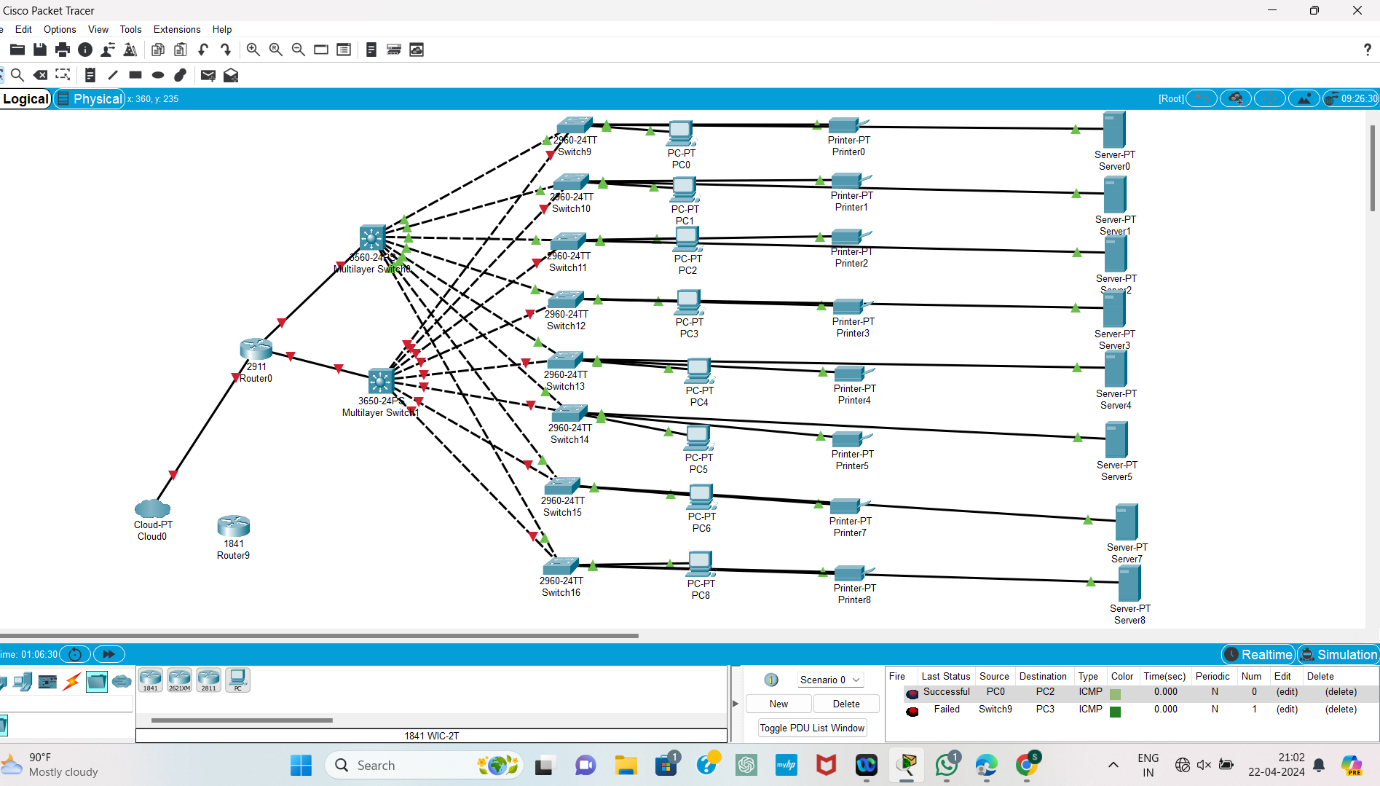 Cisco Packet Tracer
Edit Options View Tools Extensions Help
?
Logical Physical x: 360, y: 235 [Root] 09:26:30
2960-24TT
Switch9
PC-PT
PC0
Printer-PT
Printer0
Server-PT
Server0
2960-24TT
Switch10
PC-PT
PC1
Printer-PT
Printer1
Server-PT
Server1
3560-24PS
Multilayer Switch0
2960-24TT
Switch11
PC-PT
PC2
Printer-PT
Printer2
Server-PT
Server2
2960-24TT
Switch12
PC-PT
PC3
Printer-PT
Printer3
Server-PT
Server3
2911
Router0
3650-24PS
Multilayer Switch1
2960-24TT
Switch13
PC-PT
PC4
Printer-PT
Printer4
Server-PT
Server4
2960-24TT
Switch14
PC-PT
PC5
Printer-PT
Printer5
Server-PT
Server5
Cloud-PT
Cloud0
1841
Router9
2960-24TT
Switch15
PC-PT
PC6
Printer-PT
Printer7
Server-PT
Server7
2960-24TT
Switch16
PC-PT
PC8
Printer-PT
Printer8
Server-PT
Server8
ime: 01:06:30 Realtime Simulation
1841 2621XM 2811 PC
1841 WIC-2T
Scenario 0
New Delete
Toggle PDU List Window
Fire Last Status Source Destination Type Color Time(sec) Periodic Num Edit Delete
Successful PC0 PC2 ICMP 0.000 N 0 (edit) (delete)
Failed Switch9 PC3 ICMP 0.000 N 1 (edit) (delete)
90°F
Mostly cloudy
Search
1
myhp
1
S
ENG
IN
21:02
22-04-2024
PRE